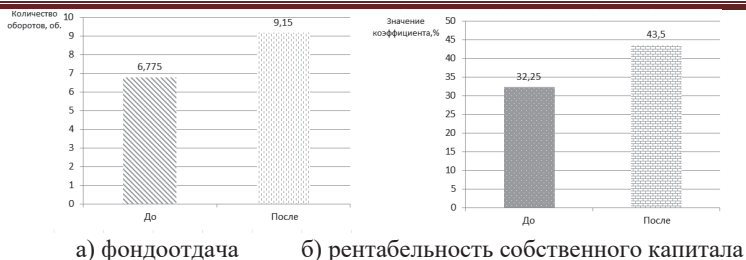 Количество
оборотов, об.
10
9
8
7
6
5
4
3
2
1
0
6,775
9,15
До
После
Значение
коэффициента,%
50
45
40
35
30
25
20
15
10
5
0
32,25
43,5
До
После
а) фондоотдача
б) рентабельность собственного капитала